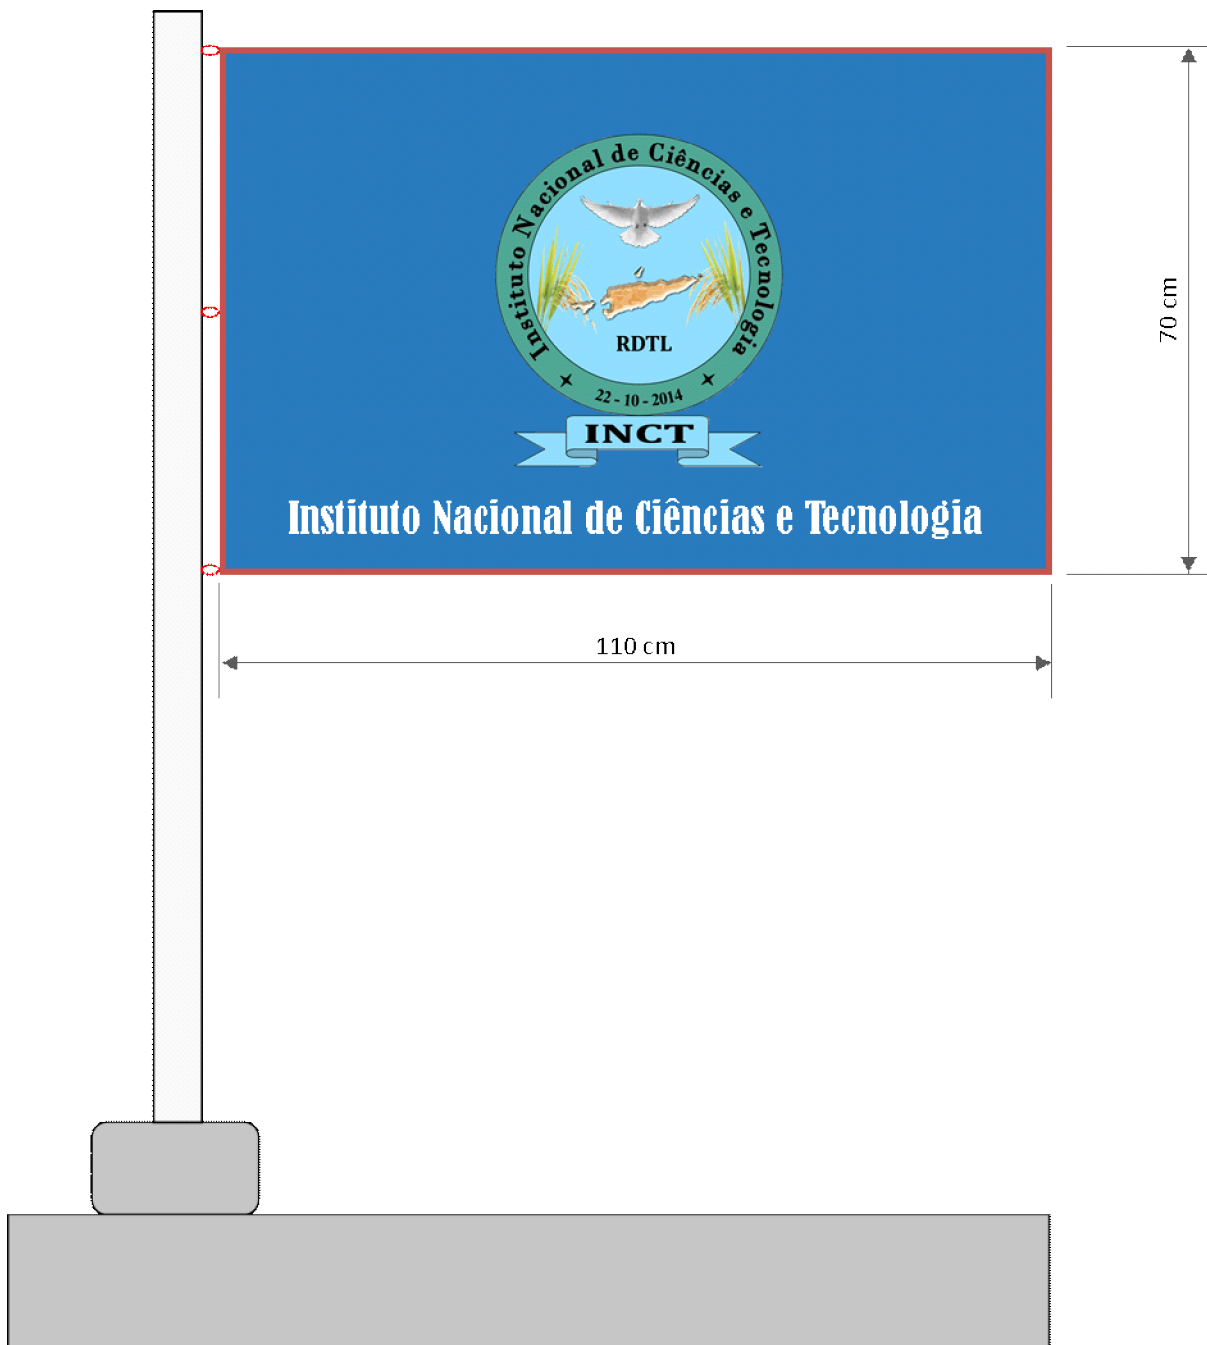 Instituto Nacional de Ciências e Tecnologia
RDTL
22 - 10 - 2014
INCT
Instituto Nacional de Ciências e Tecnologia
70 cm
110 cm